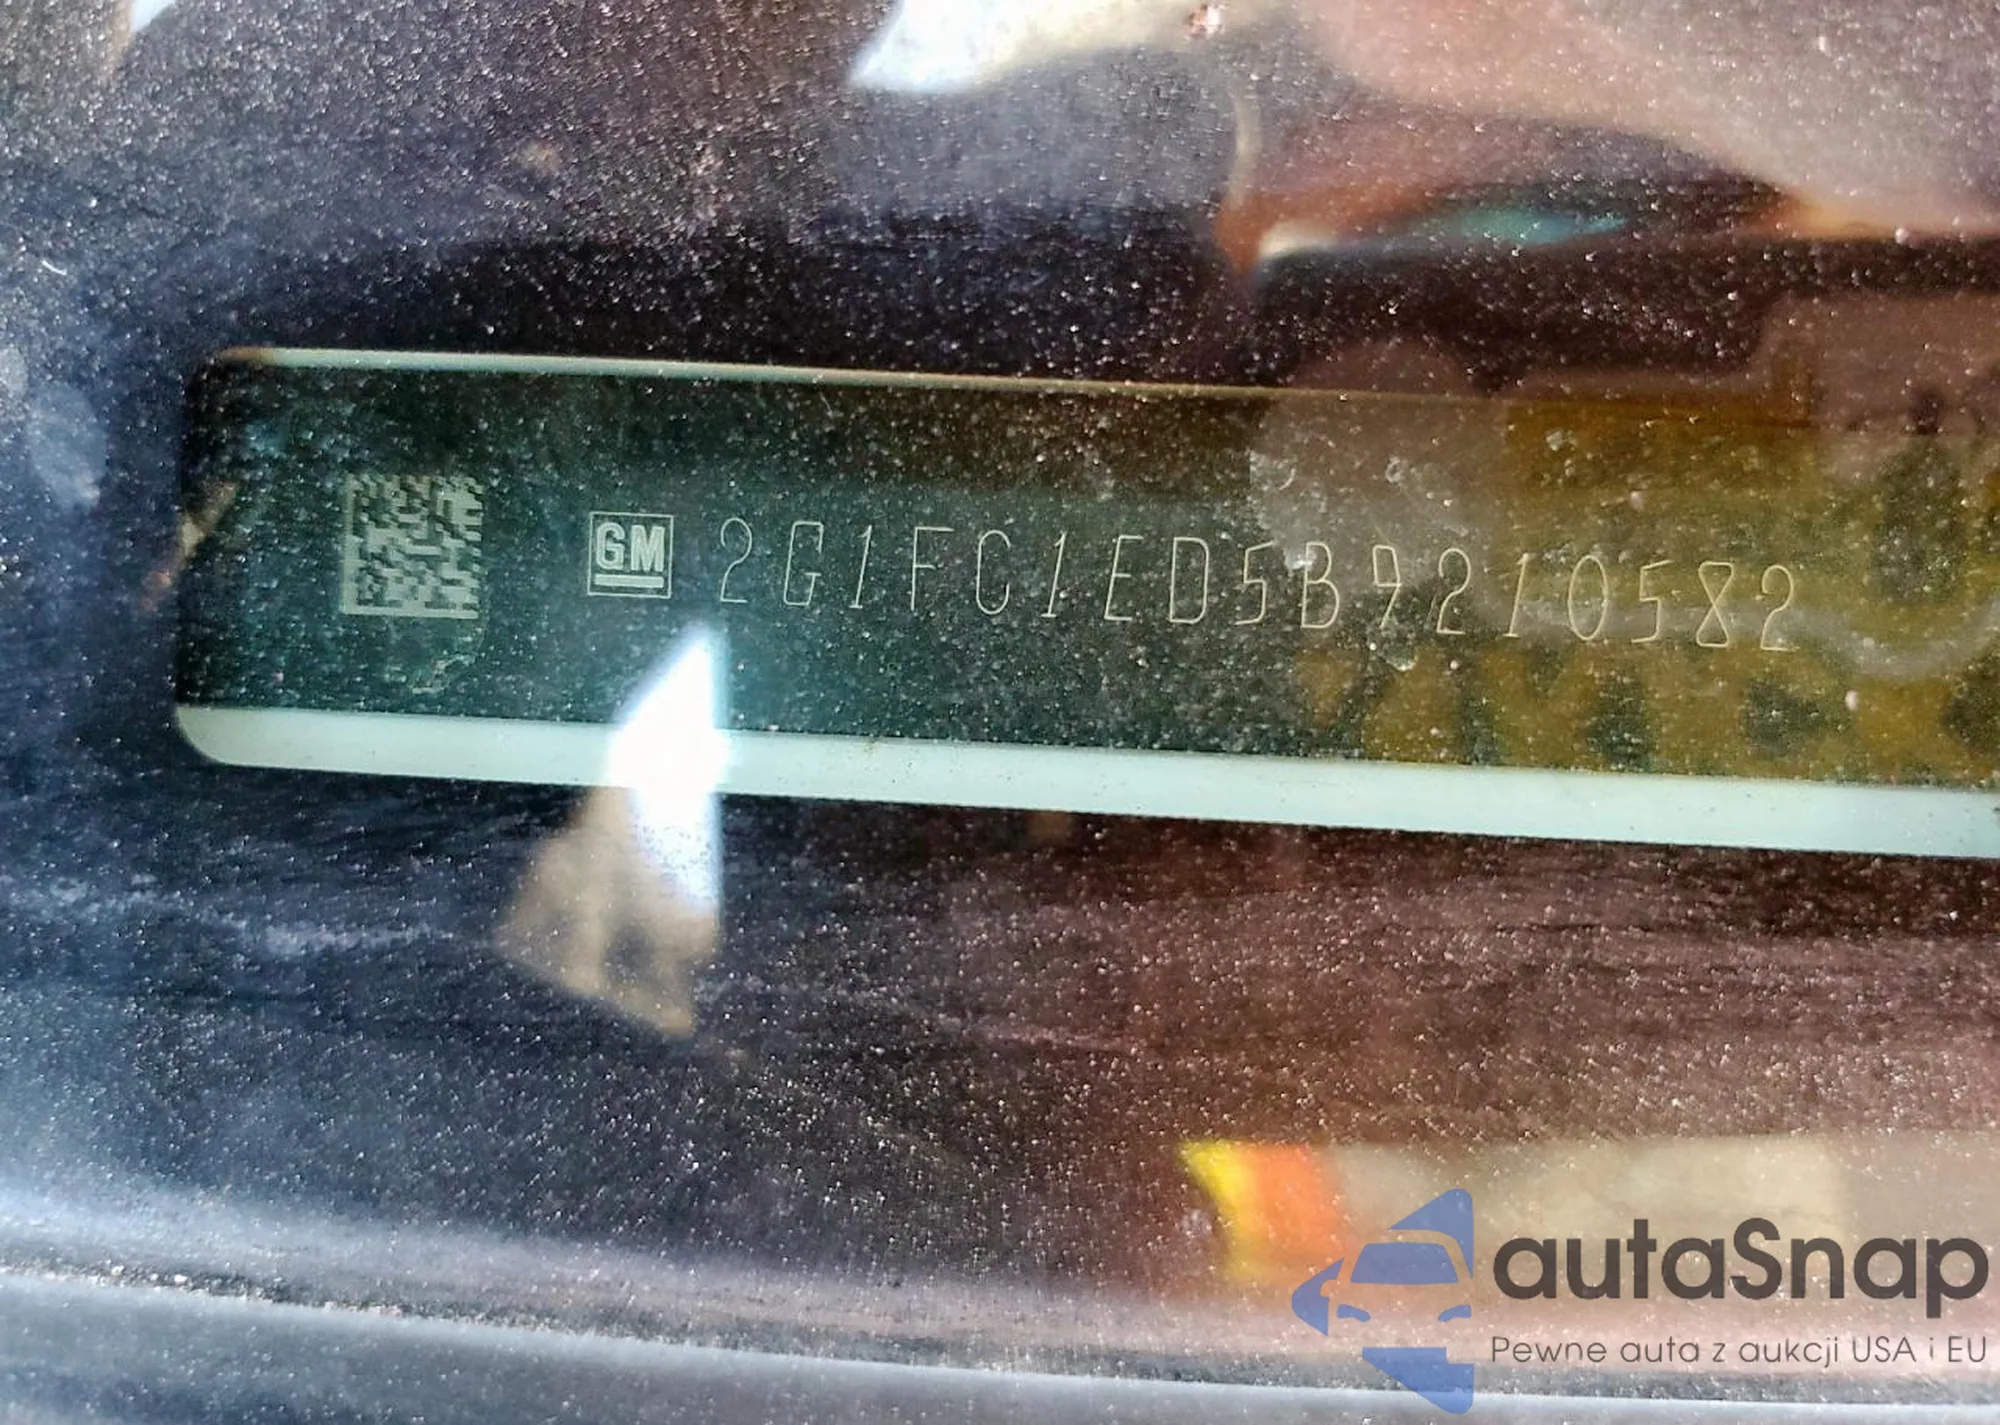 GM 2G1FC1ED5B9210582
autaSnap
Pewne auta z aukcji USA i EU